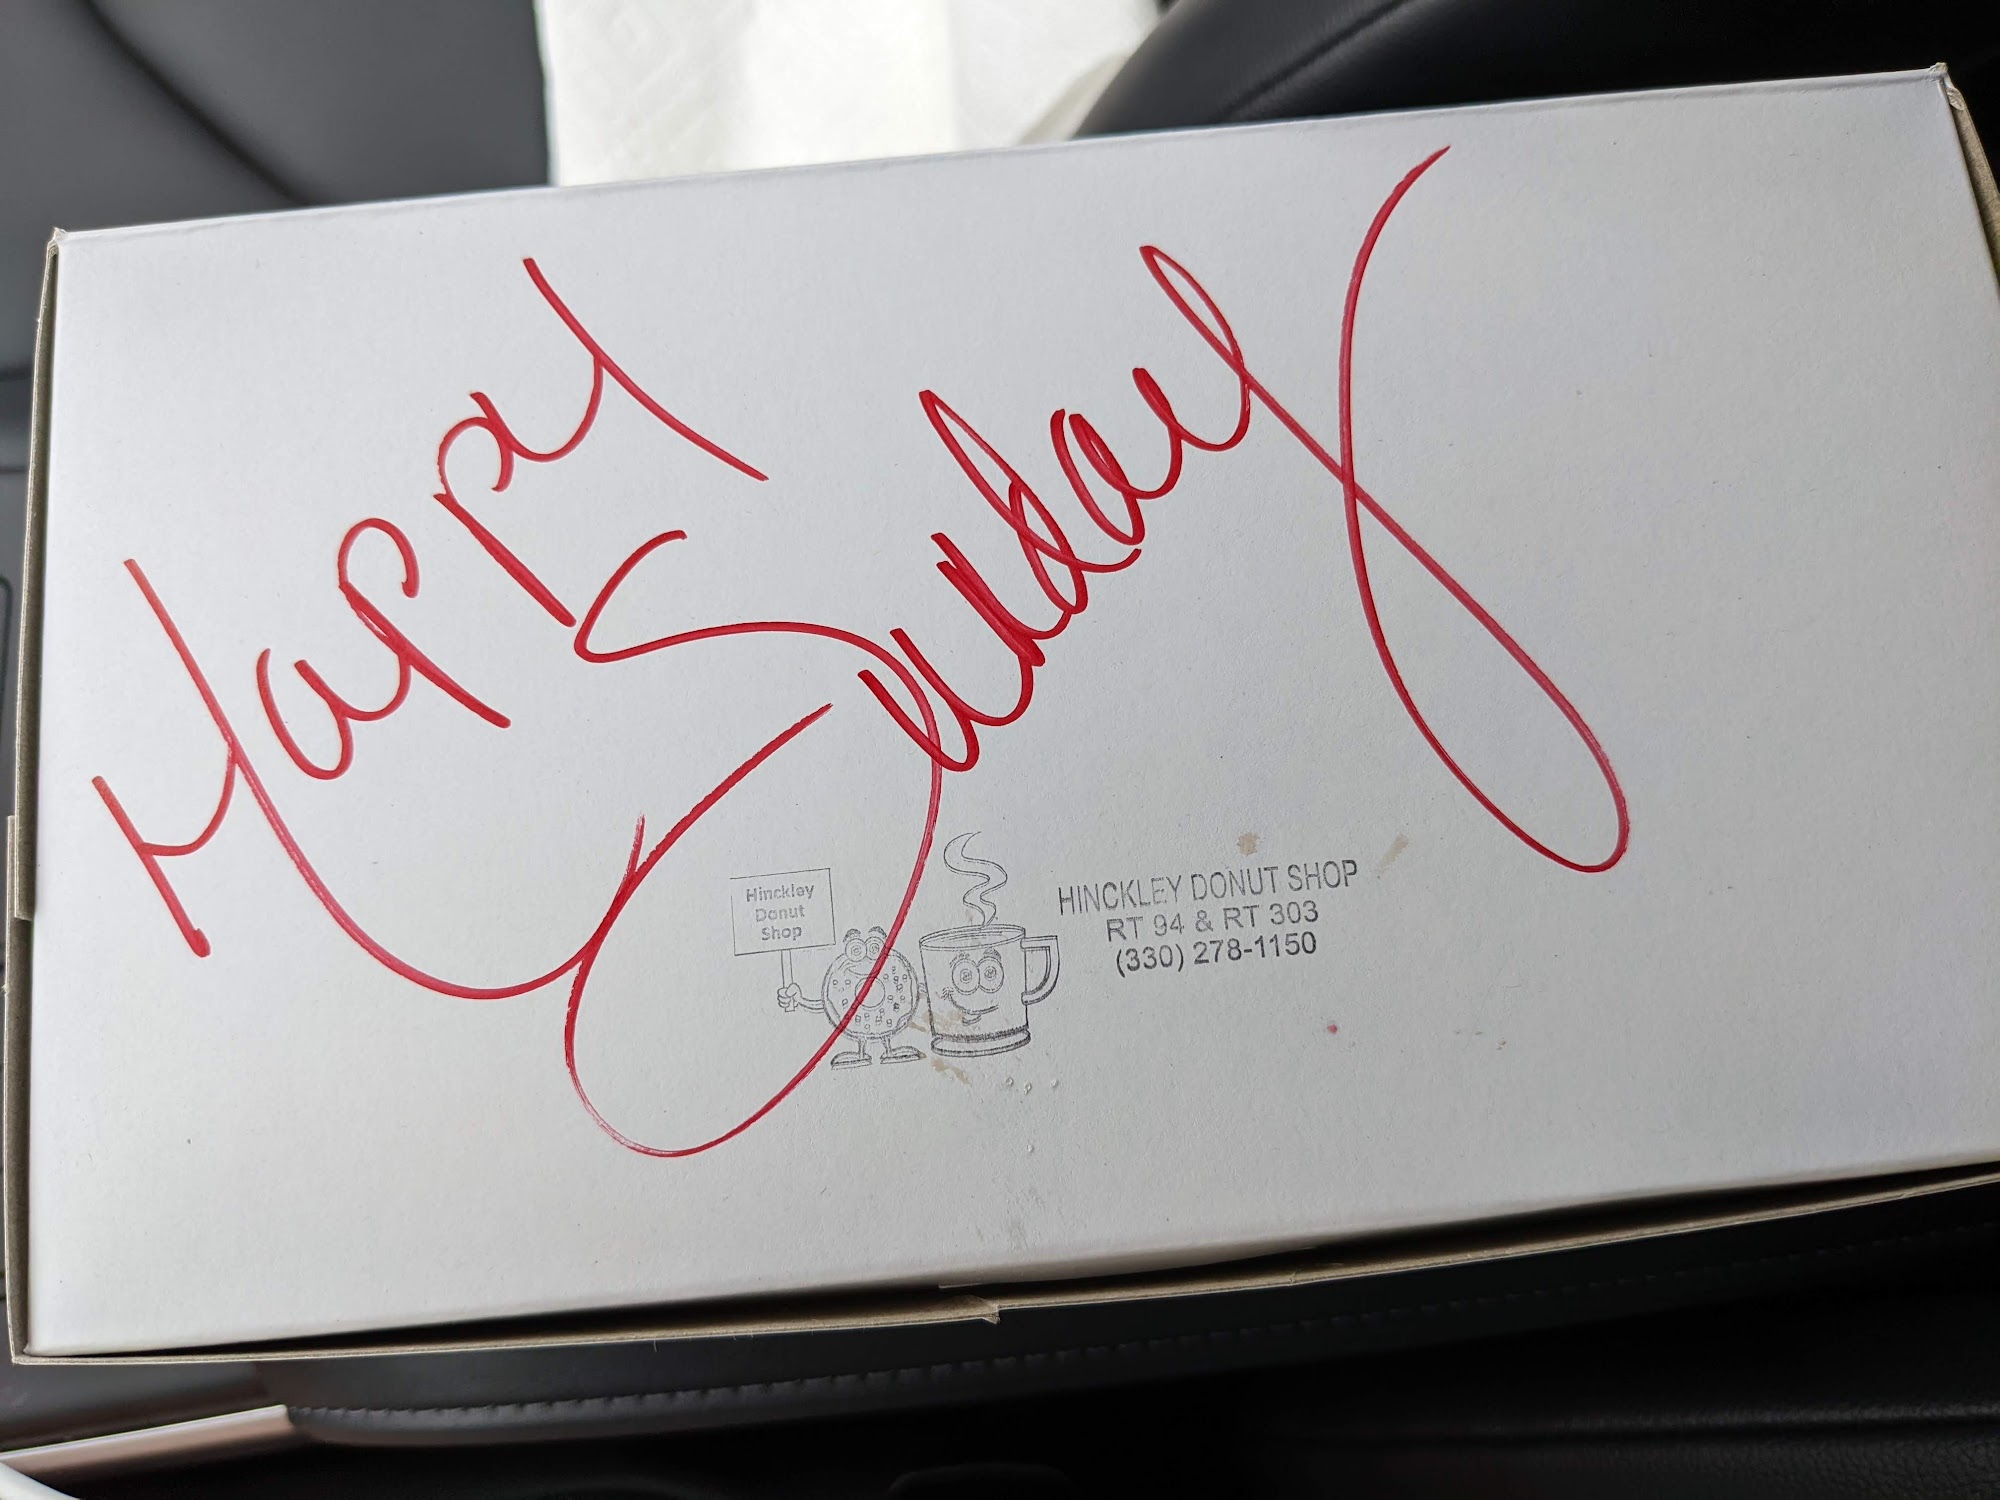 Happy
Sunday
Hinckley
Donut
Shop
HINCKLEY DONUT SHOP
RT 94 & RT 303
(330) 278-1150